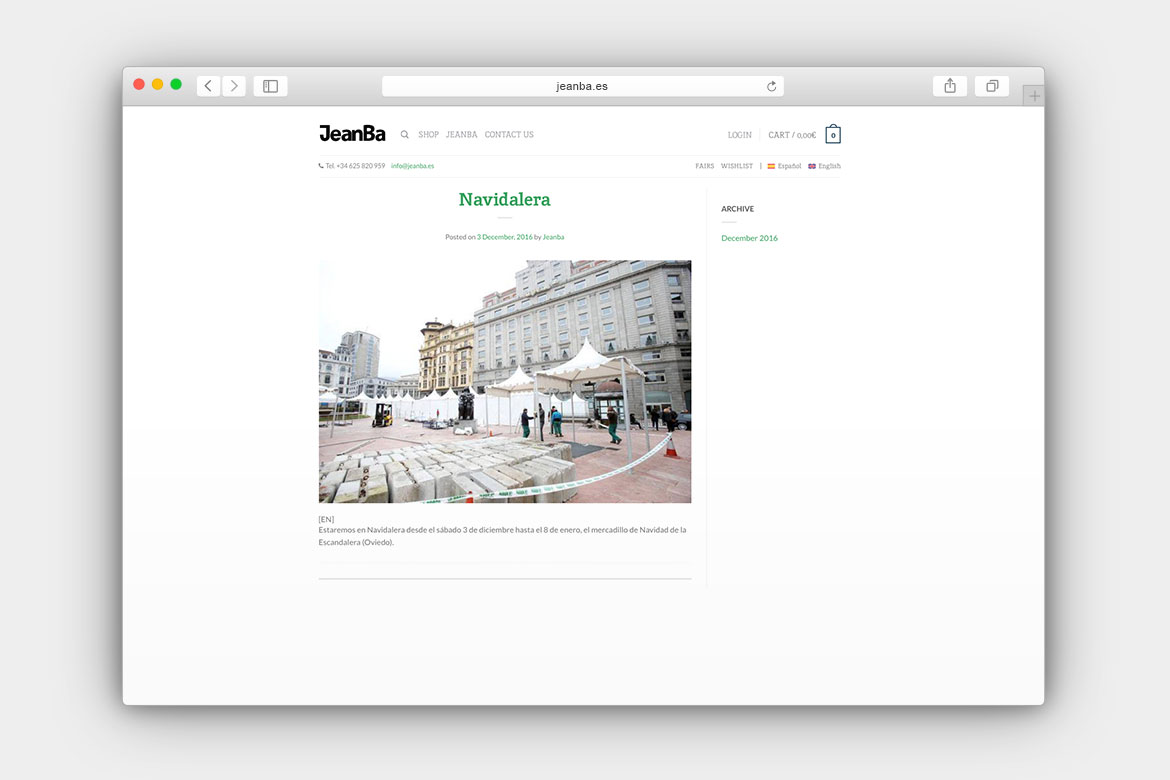 jeanba.es
JeanBa SHOP JEANBA CONTACT US LOGIN CART / 0,00€ 0
Tel. +34 625 820 959 info@jeanba.es FAIRS WISHLIST | Español English
Navidalera
Posted on 3 December, 2016 by Jeanba
ARCHIVE
December 2016
[EN]
Estaremos en Navidalera desde el sábado 3 de diciembre hasta el 8 de enero, el mercadillo de Navidad de la
Escandalera (Oviedo).